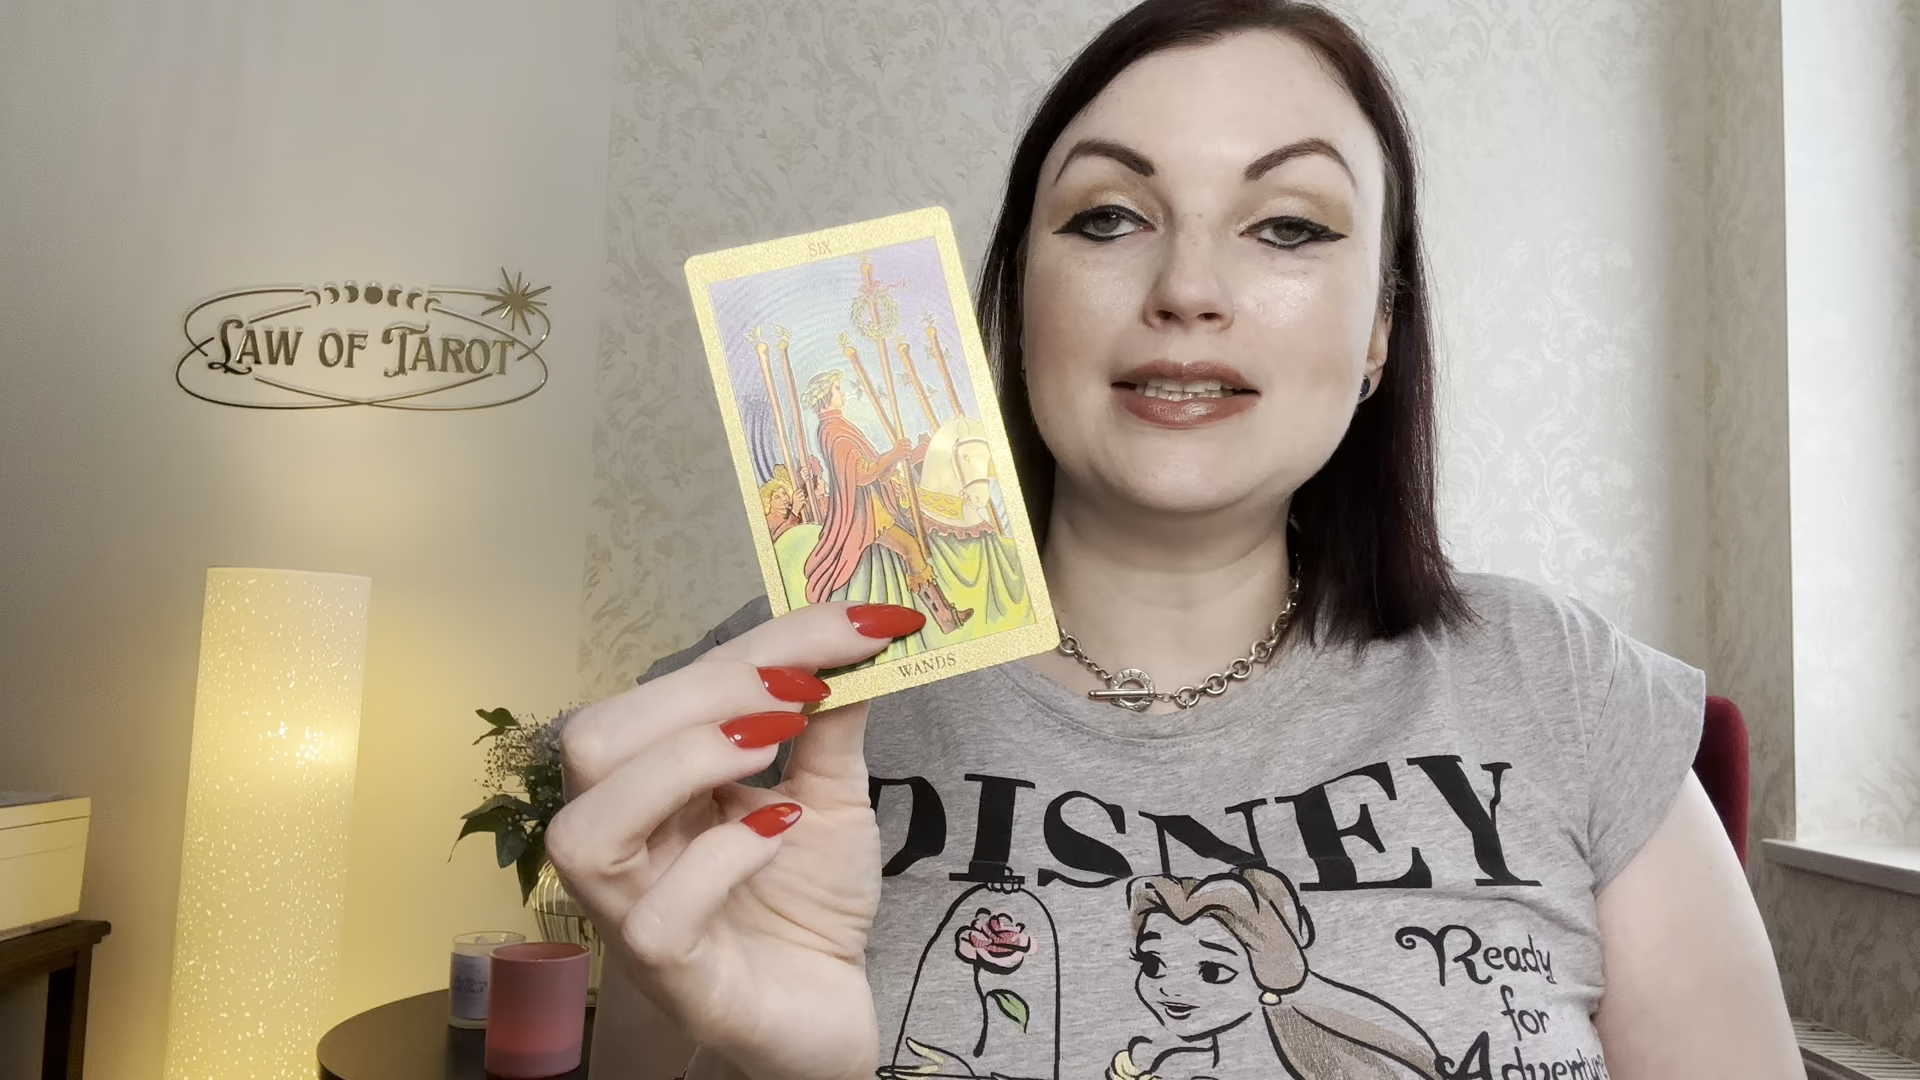 LAW OF TAROT
SIX
WANDS
DISNEY
Ready
for
Adventure